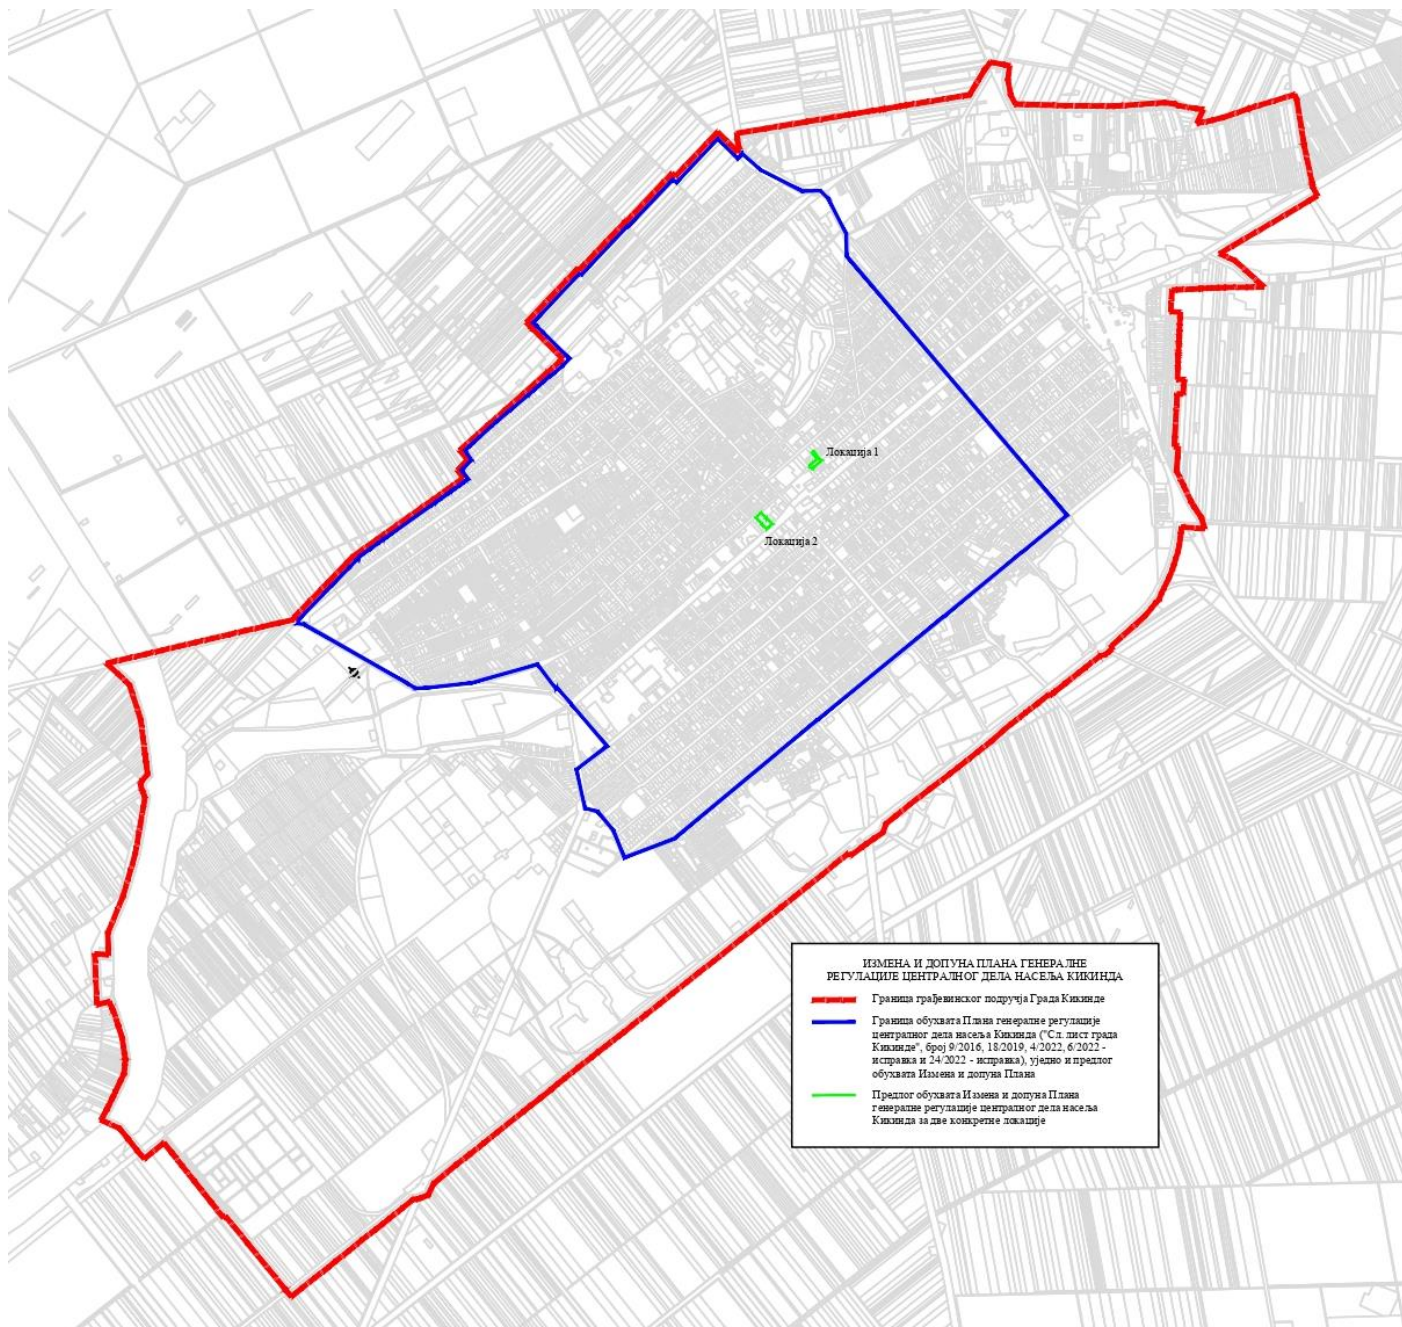 Локација 1
Локација 2
ИЗМЕНА И ДОПУНА ПЛАНА ГЕНЕРАЛНЕ
РЕГУЛАЦИЈЕ ЦЕНТРАЛНОГ ДЕЛА НАСЕЉА КИКИНДА
Граница грађевинског подручја Града Кикинде
Граница обухвата Плана генералне регулације
централног дела насеља Кикинда ("Сл. лист града
Кикинде", број 9/2016, 18/2019, 4/2022, 6/2022 -
исправка и 24/2022 - исправка), уједно и предлог
обухвата Измена и допуна Плана
Предлог обухвата Измена и допуна Плана
генералне регулације централног дела насеља
Кикинда за две конкретне локације